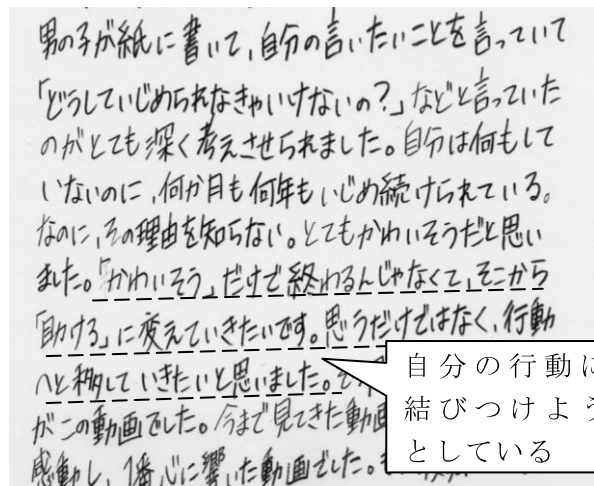 男の子が紙に書いて、自分の言いたいことを言っていて
「どうしていじめられなきゃいけないの?」などと言っていた
のがとても深く考えさせられました。自分は何もして
いないのに、何か月も何年もいじめ続けられている。
なのに、その理由を知らない。とてもかわいそうだと思い
ました。「かわいそう」だけで終わるんじゃなくて、そこから
「助ける」に変えていきたいです。思うだけではなく、行動
へと移していきたいと思いました。
がこの動画でした。今まで見てきた動画
感動し、1番心に響いた動画でした。
自分の行動に
結びつけよう
としている